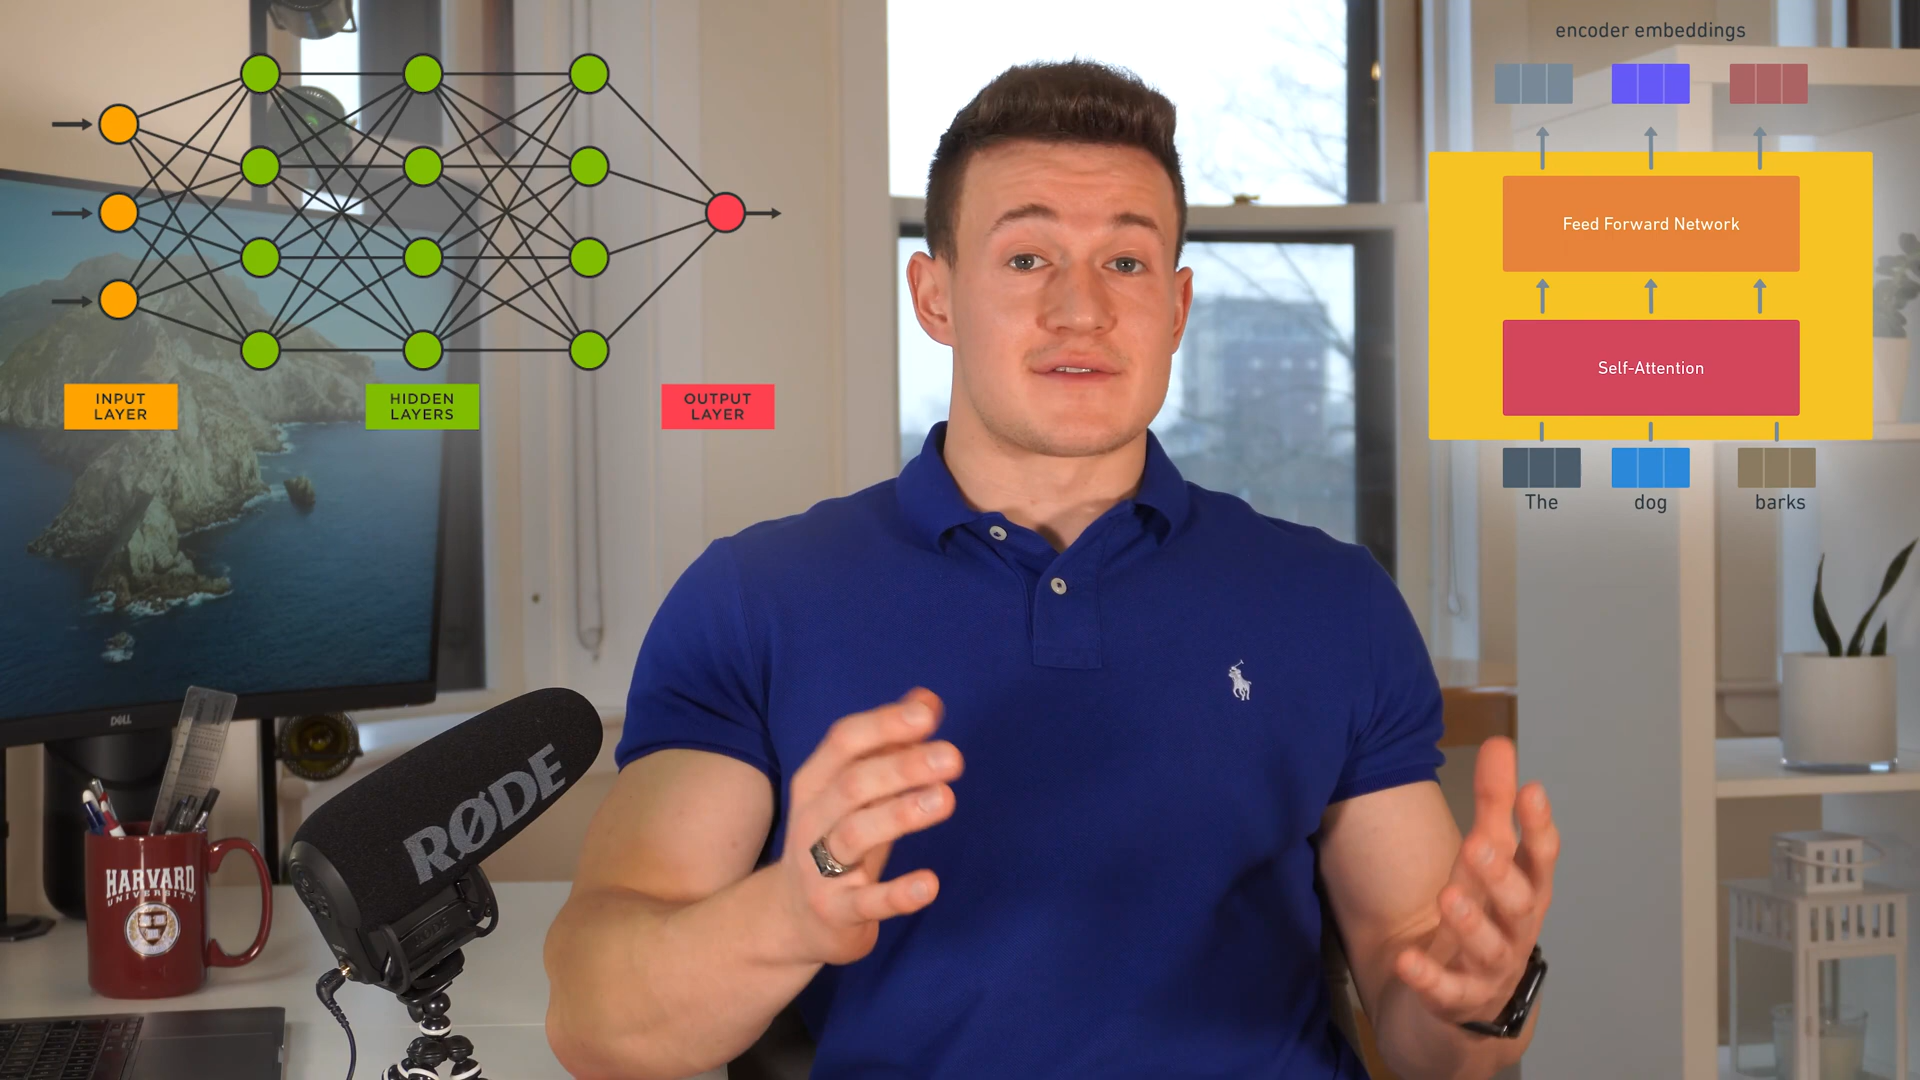 encoder embeddings
Feed Forward Network
Self-Attention
The dog barks
INPUT
LAYER
HIDDEN
LAYERS
OUTPUT
LAYER
DELL
RØDE
HARVARD
UNIVERSITY